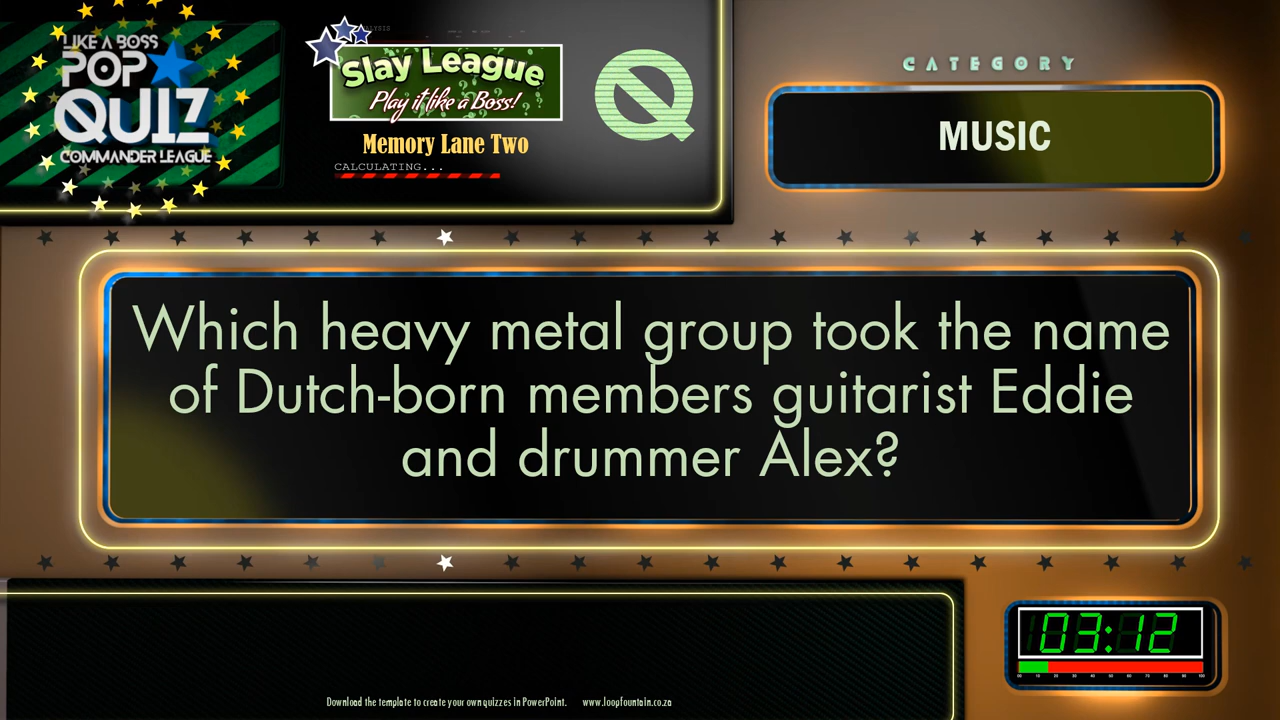 LIKE A BOSS
POP
QUIZ
COMMANDER LEAGUE
Slay League
Play it like a Boss!
Memory Lane Two
CALCULATING...
Q
CATEGORY
MUSIC
Which heavy metal group took the name
of Dutch-born members guitarist Eddie
and drummer Alex?
03:12
Download the template to create your own quizzes in PowerPoint. www.loopfountain.co.za